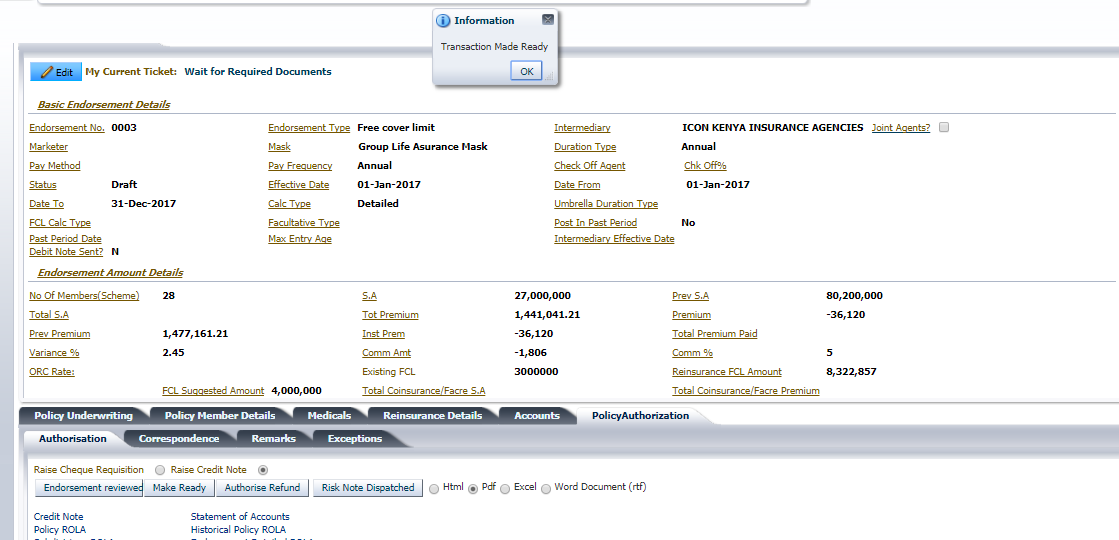 Information
Transaction Made Ready
OK
Edit My Current Ticket: Wait for Required Documents
Basic Endorsement Details
Endorsement No. 0003 Endorsement Type Free cover limit Intermediary ICON KENYA INSURANCE AGENCIES Joint Agents?
Marketer Mask Group Life Asurance Mask Duration Type Annual
Pay Method Pay Frequency Annual Check Off Agent Chk Off%
Status Draft Effective Date 01-Jan-2017 Date From 01-Jan-2017
Date To 31-Dec-2017 Calc Type Detailed Umbrella Duration Type
FCL Calc Type Facultative Type Post In Past Period No
Past Period Date Max Entry Age Intermediary Effective Date
Debit Note Sent? N
Endorsement Amount Details
No Of Members(Scheme) 28 S.A 27,000,000 Prev S.A 80,200,000
Total S.A Tot Premium 1,441,041.21 Premium -36,120
Prev Premium 1,477,161.21 Inst Prem -36,120 Total Premium Paid
Variance % 2.45 Comm Amt -1,806 Comm % 5
ORC Rate: Existing FCL 3000000 Reinsurance FCL Amount 8,322,857
FCL Suggested Amount 4,000,000 Total Coinsurance/Facre S.A Total Coinsurance/Facre Premium
Policy Underwriting Policy Member Details Medicals Reinsurance Details Accounts PolicyAuthorization
Authorisation Correspondence Remarks Exceptions
Raise Cheque Requisition Raise Credit Note
Endorsement reviewed Make Ready Authorise Refund Risk Note Dispatched Html Pdf Excel Word Document (rtf)
Credit Note Statement of Accounts
Policy ROLA Historical Policy ROLA